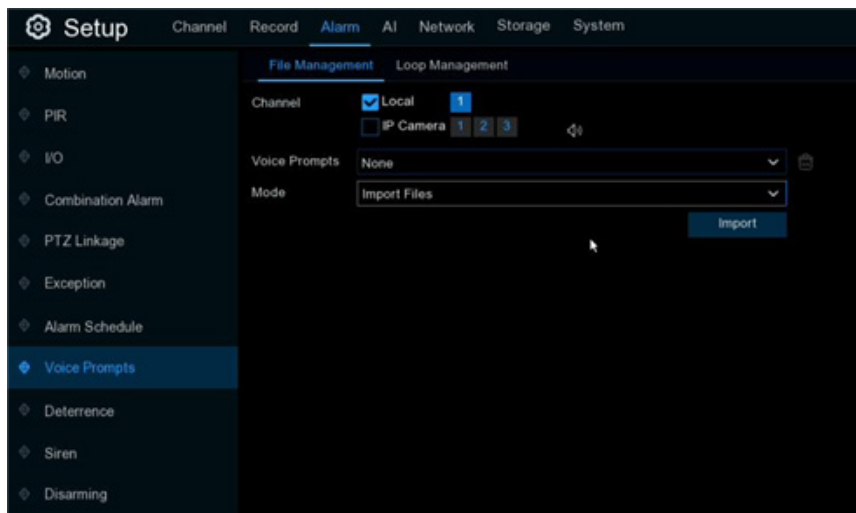 Setup Channel Record Alarm AI Network Storage System
File Management Loop Management
Motion
PIR
I/O
Combination Alarm
PTZ Linkage
Exception
Alarm Schedule
Voice Prompts
Deterrence
Siren
Disarming
Channel Local 1
IP Camera 1 2 3
Voice Prompts None
Mode Import Files
Import